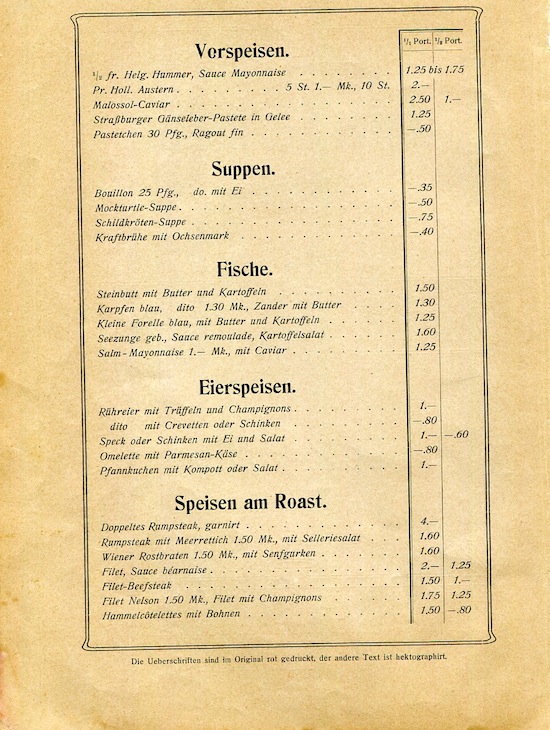 ¹/₁ Port. ¹/₂ Port.
Vorspeisen.
¹/₂ fr. Helg. Hummer, Sauce Mayonnaise . . . . . . . . 1.25 bis 1.75
Pr. Holl. Austern . . . . . . . . 5 St. 1.— Mk., 10 St. 2.—
Malossol-Caviar . . . . . . . . 2.50 1.—
Straßburger Gänseleber-Pastete in Gelee . . . . . . . . 1.25
Pastetchen 30 Pfg., Ragout fin . . . . . . . . —.50
Suppen.
Bouillon 25 Pfg., do. mit Ei . . . . . . . . —.35
Mockturtle-Suppe . . . . . . . . —.50
Schildkröten-Suppe . . . . . . . . —.75
Kraftbrühe mit Ochsenmark . . . . . . . . —.40
Fische.
Steinbutt mit Butter und Kartoffeln . . . . . . . . 1.50
Karpfen blau, dito 1.30 Mk., Zander mit Butter . . . . 1.30
Kleine Forelle blau, mit Butter und Kartoffeln . . . . . 1.25
Seezunge geb., Sauce remoulade, Kartoffelsalat . . . . . 1.60
Salm-Mayonnaise 1.— Mk., mit Caviar . . . . . . . 1.25
Eierspeisen.
Rühreier mit Trüffeln und Champignons . . . . . . . . 1.—
dito mit Crevetten oder Schinken . . . . . . . . —.80
Speck oder Schinken mit Ei und Salat . . . . . . . . 1.— —.60
Omelette mit Parmesan-Käse . . . . . . . . —.80
Pfannkuchen mit Kompott oder Salat . . . . . . . . 1.—
Speisen am Roast.
Doppeltes Rumpsteak, garnirt . . . . . . . . 4.—
Rumpsteak mit Meerrettich 1.50 Mk., mit Selleriesalat . . . 1.60
Wiener Rostbraten 1.50 Mk., mit Senfgurken . . . . . . 1.60
Filet, Sauce béarnaise . . . . . . . . 2.— 1.25
Filet-Beefsteak . . . . . . . . 1.50 1.—
Filet Nelson 1.50 Mk., Filet mit Champignons . . . . . . 1.75 1.25
Hammelcôtelettes mit Bohnen . . . . . . . . 1.50 —.80
Die Ueberschriften sind im Original rot gedruckt, der andere Text ist hektographirt.